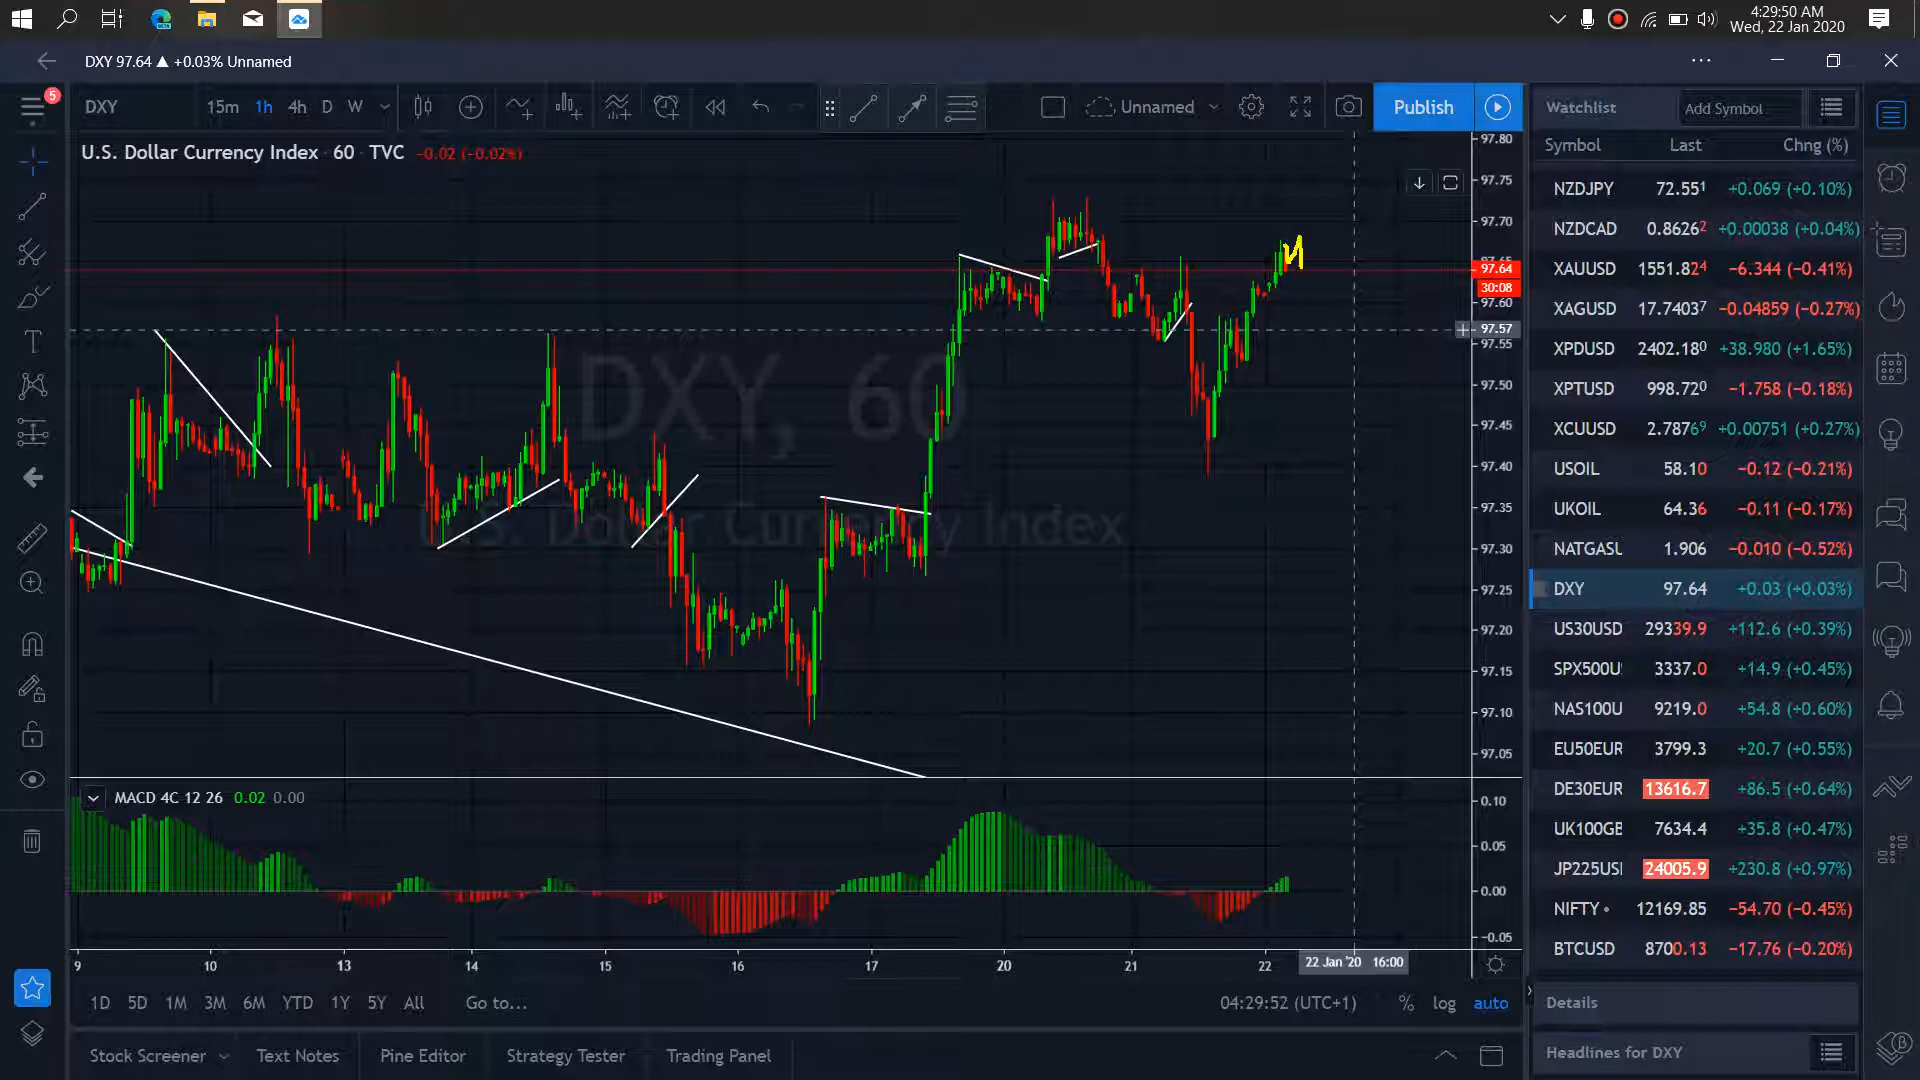 4:29:50 AM
Wed, 22 Jan 2020
DXY 97.64 ▲ +0.03% Unnamed
5
DXY 15m 1h 4h D W Unnamed Publish
Watchlist Add Symbol
U.S. Dollar Currency Index · 60 · TVC −0.02 (−0.02%)
Symbol Last Chng (%)
NZDJPY 72.551 +0.069 (+0.10%)
NZDCAD 0.86262 +0.00038 (+0.04%)
XAUUSD 1551.824 −6.344 (−0.41%)
XAGUSD 17.74037 −0.04859 (−0.27%)
XPDUSD 2402.180 +38.980 (+1.65%)
XPTUSD 998.720 −1.758 (−0.18%)
XCUUSD 2.78769 +0.00751 (+0.27%)
USOIL 58.10 −0.12 (−0.21%)
UKOIL 64.36 −0.11 (−0.17%)
NATGASU 1.906 −0.010 (−0.52%)
DXY 97.64 +0.03 (+0.03%)
US30USD 29339.9 +112.6 (+0.39%)
SPX500U 3337.0 +14.9 (+0.45%)
NAS100U 9219.0 +54.8 (+0.60%)
EU50EUR 3799.3 +20.7 (+0.55%)
DE30EUR 13616.7 +86.5 (+0.64%)
UK100GB 7634.4 +35.8 (+0.47%)
JP225USI 24005.9 +230.8 (+0.97%)
NIFTY • 12169.85 −54.70 (−0.45%)
BTCUSD 8700.13 −17.76 (−0.20%)
Details
Headlines for DXY
97.80
97.75
97.70
97.65
97.64
30:08
97.60
97.57
97.55
97.50
97.45
97.40
97.35
97.30
97.25
97.20
97.15
97.10
97.05
DXY, 60
U.S. Dollar Currency Index
MACD 4C 12 26 0.02 0.00
0.10
0.05
0.00
−0.05
9 10 13 14 15 16 17 20 21 22 22 Jan '20 16:00
1D 5D 1M 3M 6M YTD 1Y 5Y All Go to... 04:29:52 (UTC+1) % log auto
Stock Screener Text Notes Pine Editor Strategy Tester Trading Panel